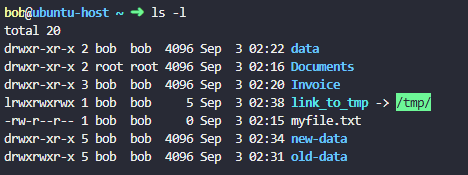 bob@ubuntu-host ~ ➜ ls -l
total 20
drwxr-xr-x 2 bob  bob  4096 Sep  3 02:22 data
drwxr-xr-x 2 root root 4096 Sep  3 02:16 Documents
drwxr-xr-x 3 bob  bob  4096 Sep  3 02:20 Invoice
lrwxrwxrwx 1 bob  bob     5 Sep  3 02:38 link_to_tmp -> /tmp/
-rw-r--r-- 1 bob  bob     0 Sep  3 02:15 myfile.txt
drwxr-xr-x 5 bob  bob  4096 Sep  3 02:34 new-data
drwxrwxr-x 5 bob  bob  4096 Sep  3 02:31 old-data